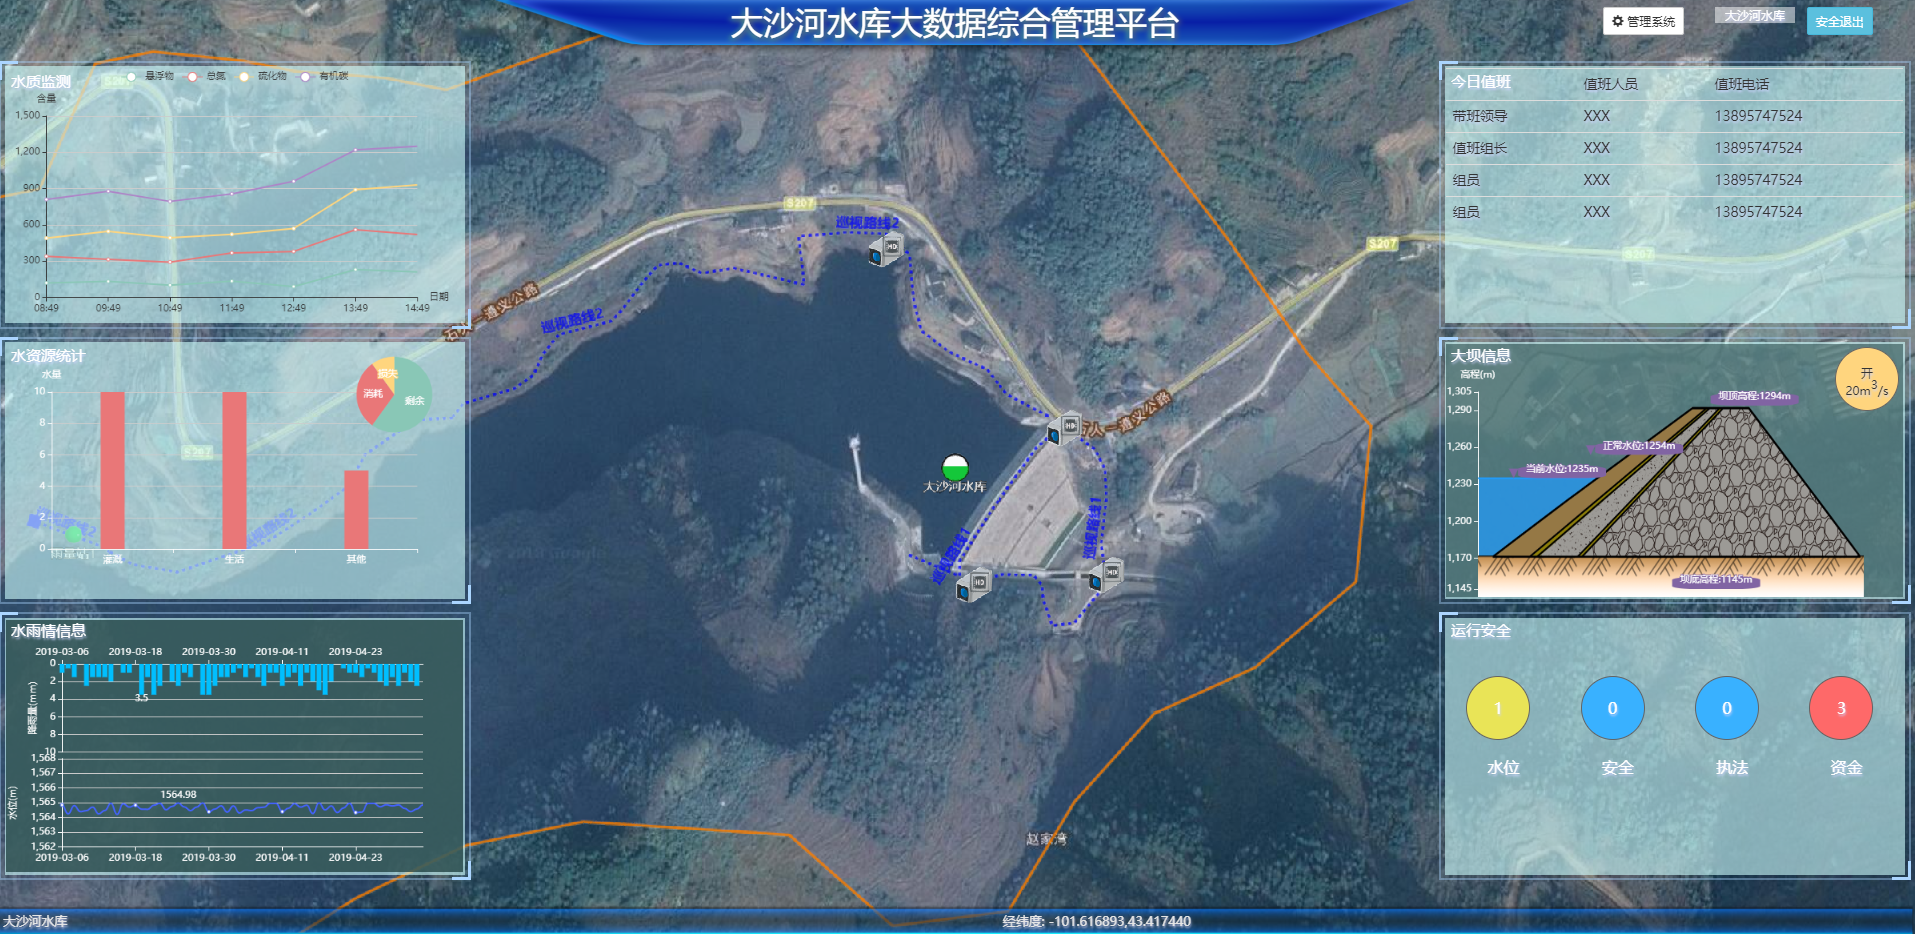 大沙河水库大数据综合管理平台
管理系统
大沙河水库
安全退出
水质监测
悬浮物 总氮 硫化物 有机碳
含量
1,500
1,200
900
600
300
0
08:49 09:49 10:49 11:49 12:49 13:49 14:49
日期
水资源统计
水量
10
8
6
4
2
0
灌溉 生活 其他
损失
消耗
剩余
水雨情信息
2019-03-06 2019-03-18 2019-03-30 2019-04-11 2019-04-23
降雨量(mm)
0
2
4
6
8
10
3.5
水位(m)
1,568
1,567
1,566
1,565
1,564
1,563
1,562
1564.98
2019-03-06 2019-03-18 2019-03-30 2019-04-11 2019-04-23
S207
S207
S207
S207
S207
巡视路线2
巡视路线2
巡视路线2
巡视路线1
巡视路线1
HD
HD
HD
HD
大沙河水库
赵家湾
今日值班 值班人员 值班电话
带班领导 XXX 13895747524
值班组长 XXX 13895747524
组员 XXX 13895747524
组员 XXX 13895747524
大坝信息
高程(m)
1,305
1,290
1,260
1,230
1,200
1,170
1,145
开
20m³/s
坝顶高程:1294m
正常水位:1254m
当前水位:1235m
坝底高程:1145m
运行安全
1 0 0 3
水位 安全 执法 资金
大沙河水库
经纬度: -101.616893,43.417440